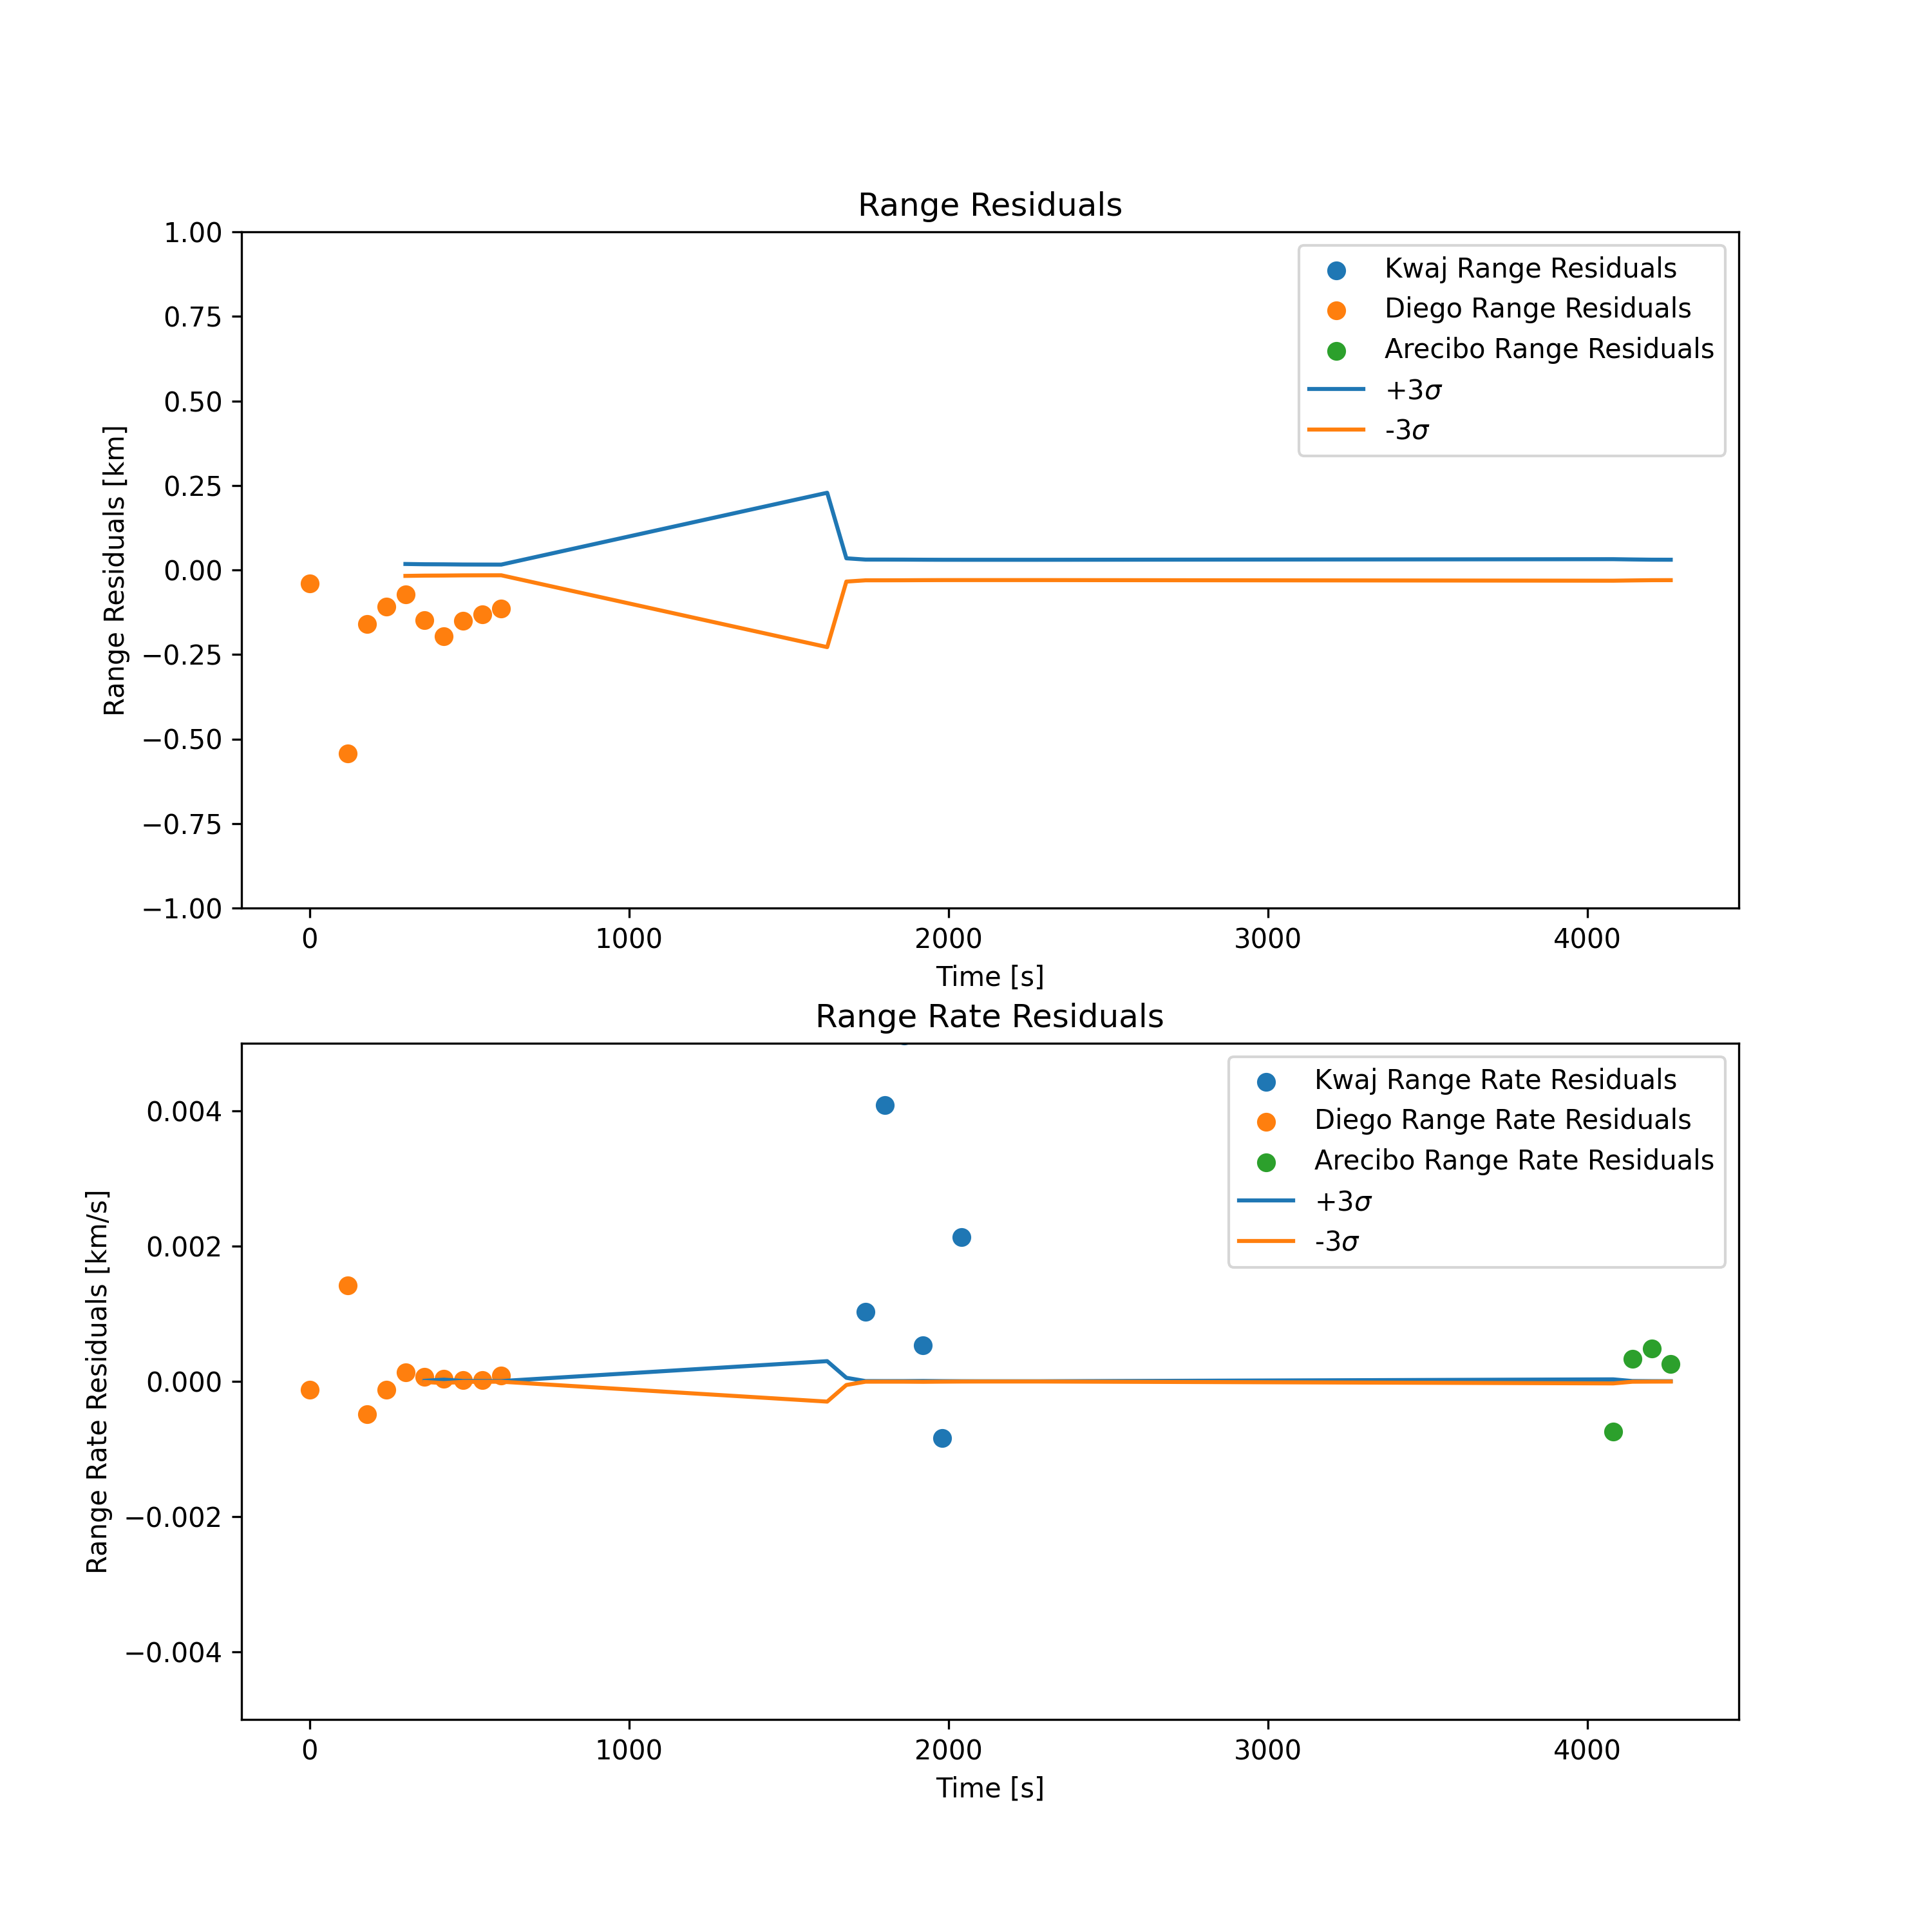 Range Residuals
1.00
0.75
0.50
0.25
0.00
−0.25
−0.50
−0.75
−1.00
Range Residuals [km]
Kwaj Range Residuals
Diego Range Residuals
Arecibo Range Residuals
+3σ
-3σ
0 1000 2000 3000 4000
Time [s]
Range Rate Residuals
0.004
0.002
0.000
−0.002
−0.004
Range Rate Residuals [km/s]
Kwaj Range Rate Residuals
Diego Range Rate Residuals
Arecibo Range Rate Residuals
+3σ
-3σ
0 1000 2000 3000 4000
Time [s]